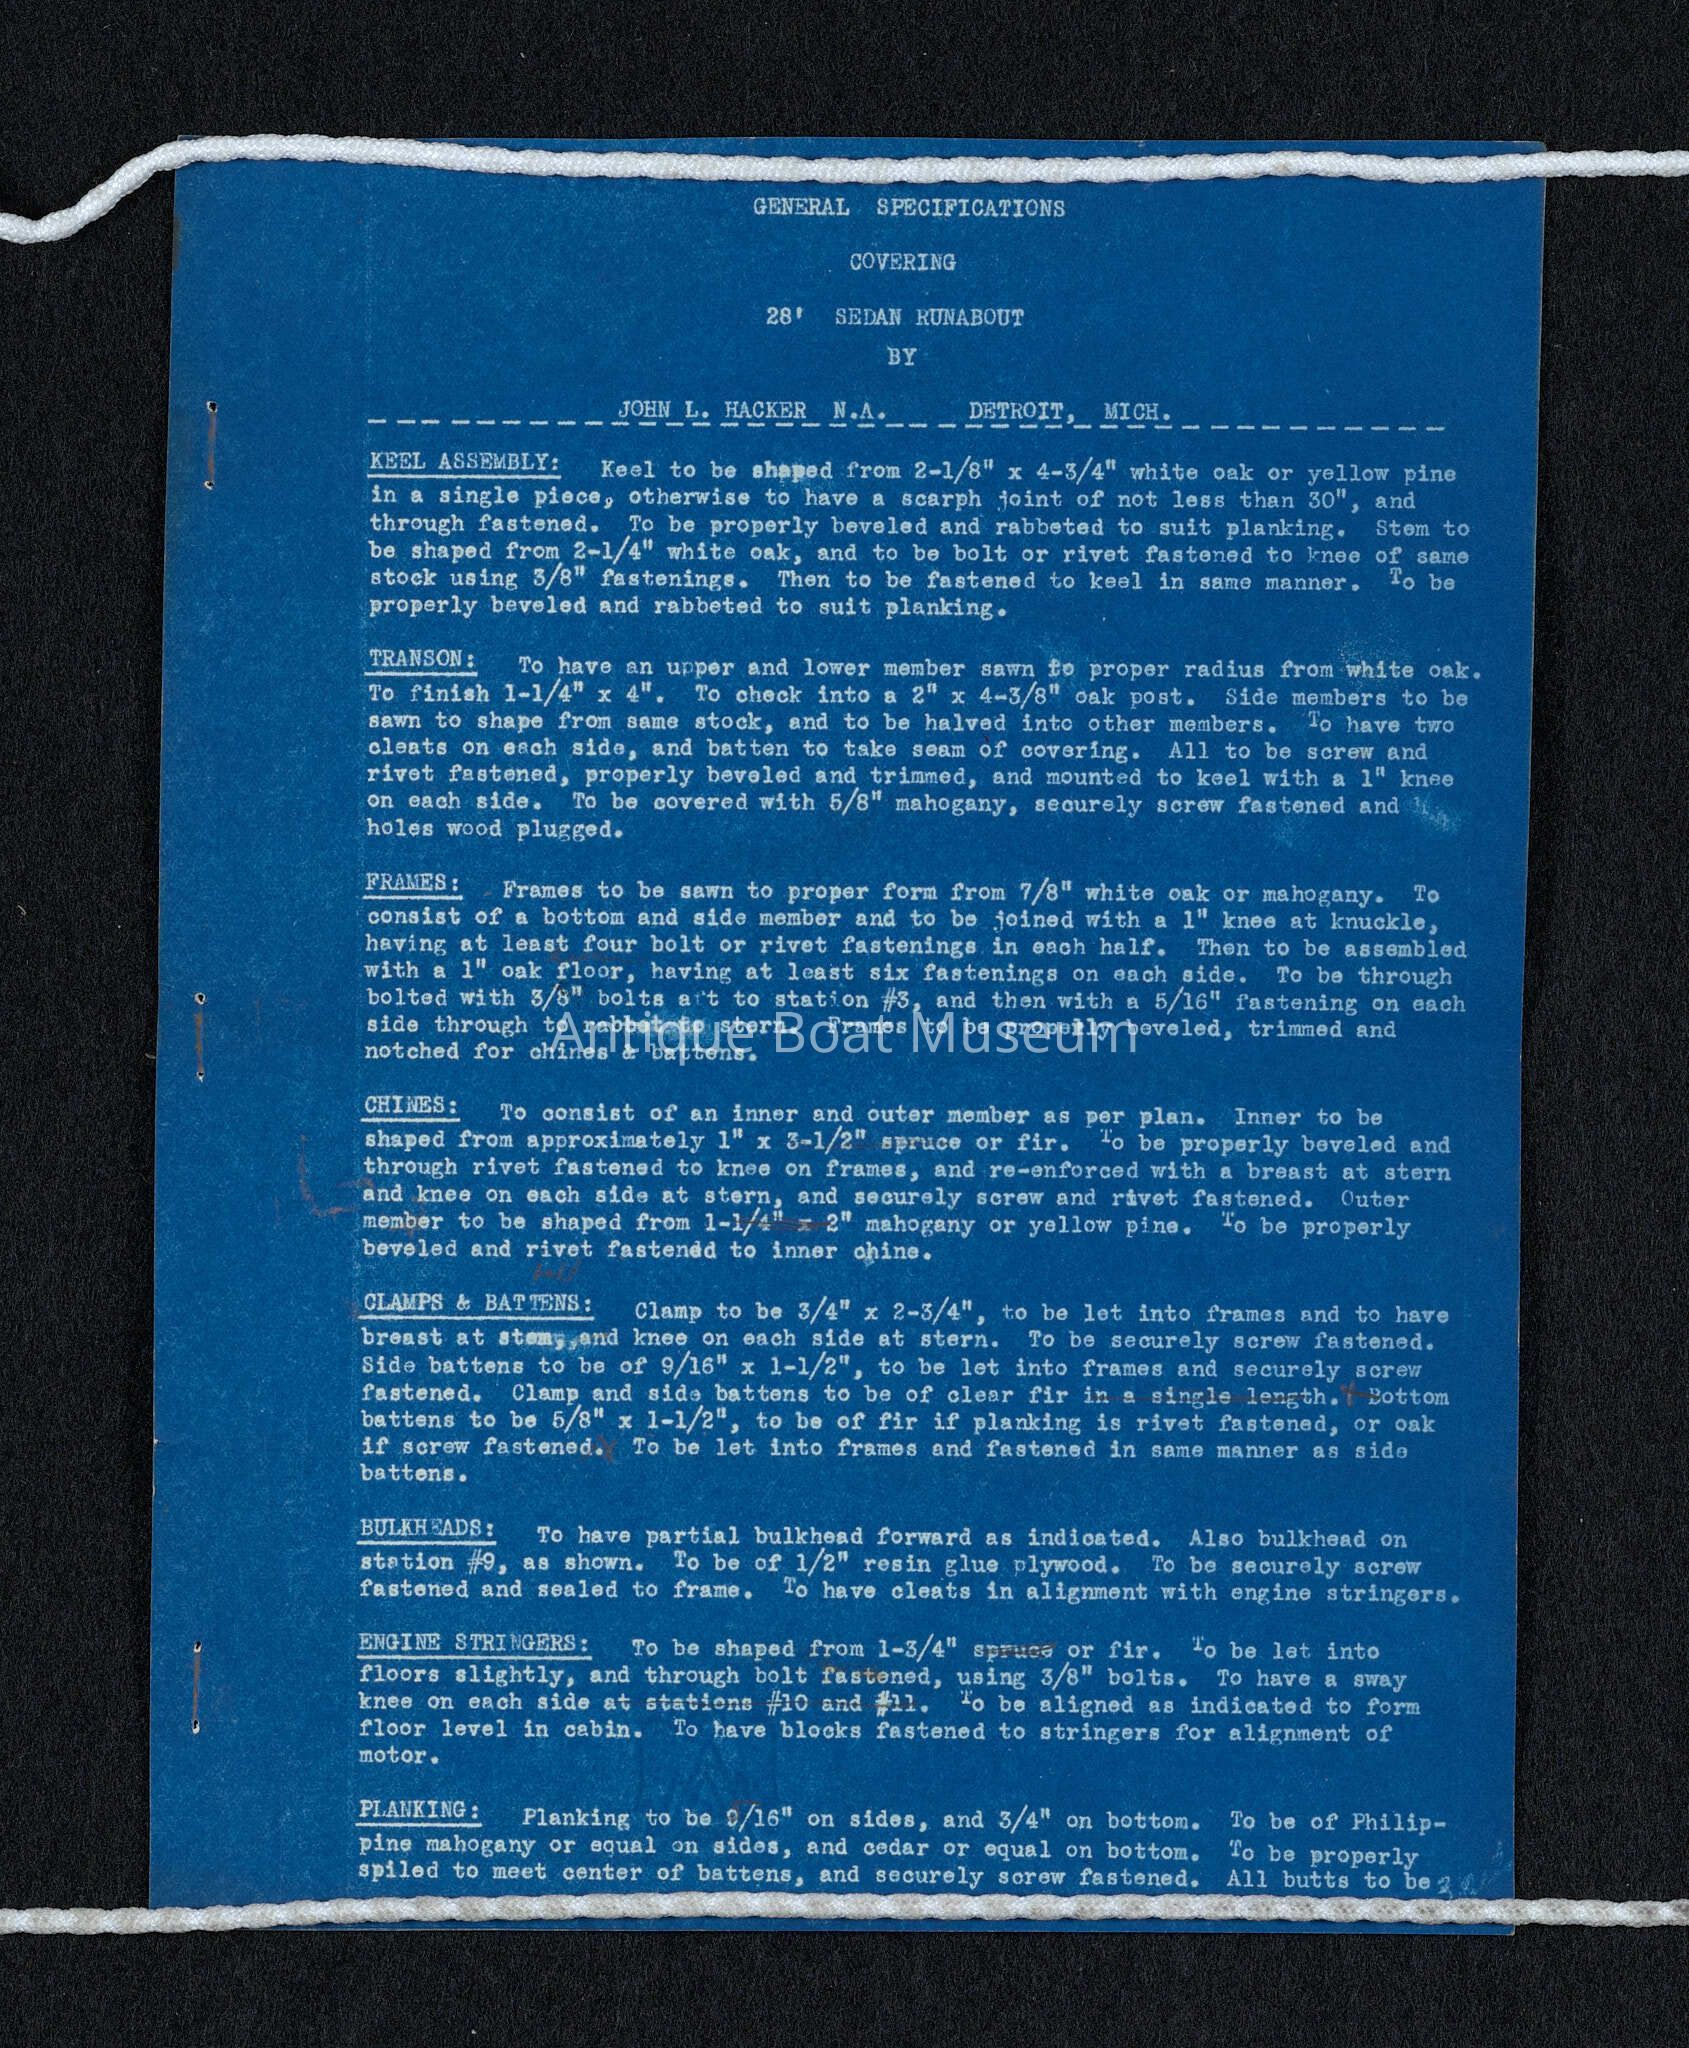 GENERAL SPECIFICATIONS
COVERING
28' SEDAN RUNABOUT
BY
JOHN L. HACKER N.A. DETROIT, MICH.
KEEL ASSEMBLY: Keel to be shaped from 2-1/8" x 4-3/4" white oak or yellow pine
in a single piece, otherwise to have a scarph joint of not less than 30", and
through fastened. To be properly beveled and rabbeted to suit planking. Stem to
be shaped from 2-1/4" white oak, and to be bolt or rivet fastened to knee of same
stock using 3/8" fastenings. Then to be fastened to keel in same manner. To be
properly beveled and rabbeted to suit planking.
TRANSON: To have an upper and lower member sawn to proper radius from white oak.
To finish 1-1/4" x 4". To check into a 2" x 4-3/8" oak post. Side members to be
sawn to shape from same stock, and to be halved into other members. To have two
cleats on each side, and batten to take seam of covering. All to be screw and
rivet fastened, properly beveled and trimmed, and mounted to keel with a 1" knee
on each side. To be covered with 5/8" mahogany, securely screw fastened and
holes wood plugged.
FRAMES: Frames to be sawn to proper form from 7/8" white oak or mahogany. To
consist of a bottom and side member and to be joined with a 1" knee at knuckle,
having at least four bolt or rivet fastenings in each half. Then to be assembled
with a 1" oak floor, having at least six fastenings on each side. To be through
bolted with 3/8" bolts aft to station #3, and then with a 5/16" fastening on each
side through to rabbet to stern. Frames to be properly beveled, trimmed and
Antique Boat Museum
notched for chines & battens.
CHINES: To consist of an inner and outer member as per plan. Inner to be
shaped from approximately 1" x 3-1/2" spruce or fir. To be properly beveled and
through rivet fastened to knee on frames, and re-enforced with a breast at stern
and knee on each side at stern, and securely screw and rivet fastened. Outer
member to be shaped from 1-1/4" x 2" mahogany or yellow pine. To be properly
beveled and rivet fastened to inner chine.
CLAMPS & BATTENS: Clamp to be 3/4" x 2-3/4", to be let into frames and to have
breast at stem, and knee on each side at stern. To be securely screw fastened.
Side battens to be of 9/16" x 1-1/2", to be let into frames and securely screw
fastened. Clamp and side battens to be of clear fir in a single length. Bottom
battens to be 5/8" x 1-1/2", to be of fir if planking is rivet fastened, or oak
if screw fastened. To be let into frames and fastened in same manner as side
battens.
BULKHEADS: To have partial bulkhead forward as indicated. Also bulkhead on
station #9, as shown. To be of 1/2" resin glue plywood. To be securely screw
fastened and sealed to frame. To have cleats in alignment with engine stringers.
ENGINE STRINGERS: To be shaped from 1-3/4" spruce or fir. To be let into
floors slightly, and through bolt fastened, using 3/8" bolts. To have a sway
knee on each side at stations #10 and #11. To be aligned as indicated to form
floor level in cabin. To have blocks fastened to stringers for alignment of
motor.
PLANKING: Planking to be 9/16" on sides, and 3/4" on bottom. To be of Philip-
pine mahogany or equal on sides, and cedar or equal on bottom. To be properly
spiled to meet center of battens, and securely screw fastened. All butts to be